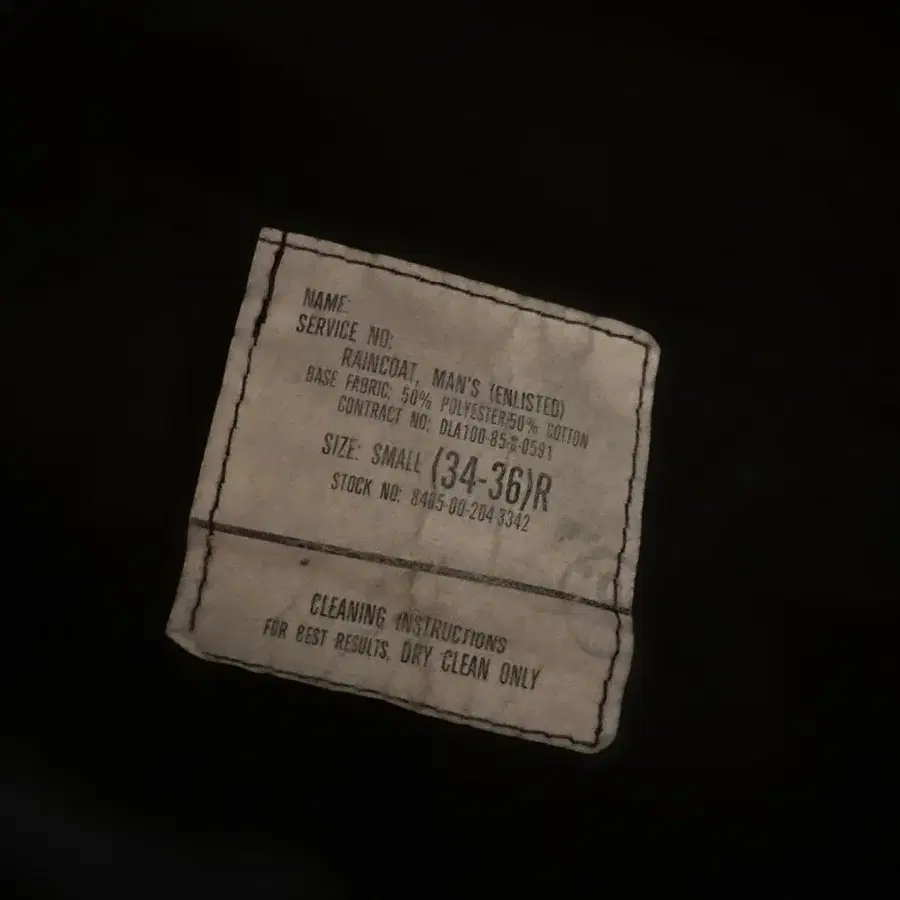 NAME:
SERVICE NO:
RAINCOAT, MAN'S (ENLISTED)
BASE FABRIC: 50% POLYESTER/50% COTTON
CONTRACT NO: DLA100-85-C-0591
SIZE: SMALL (34-36)R
STOCK NO: 8405-00-204-3342
CLEANING INSTRUCTIONS
FOR BEST RESULTS, DRY CLEAN ONLY